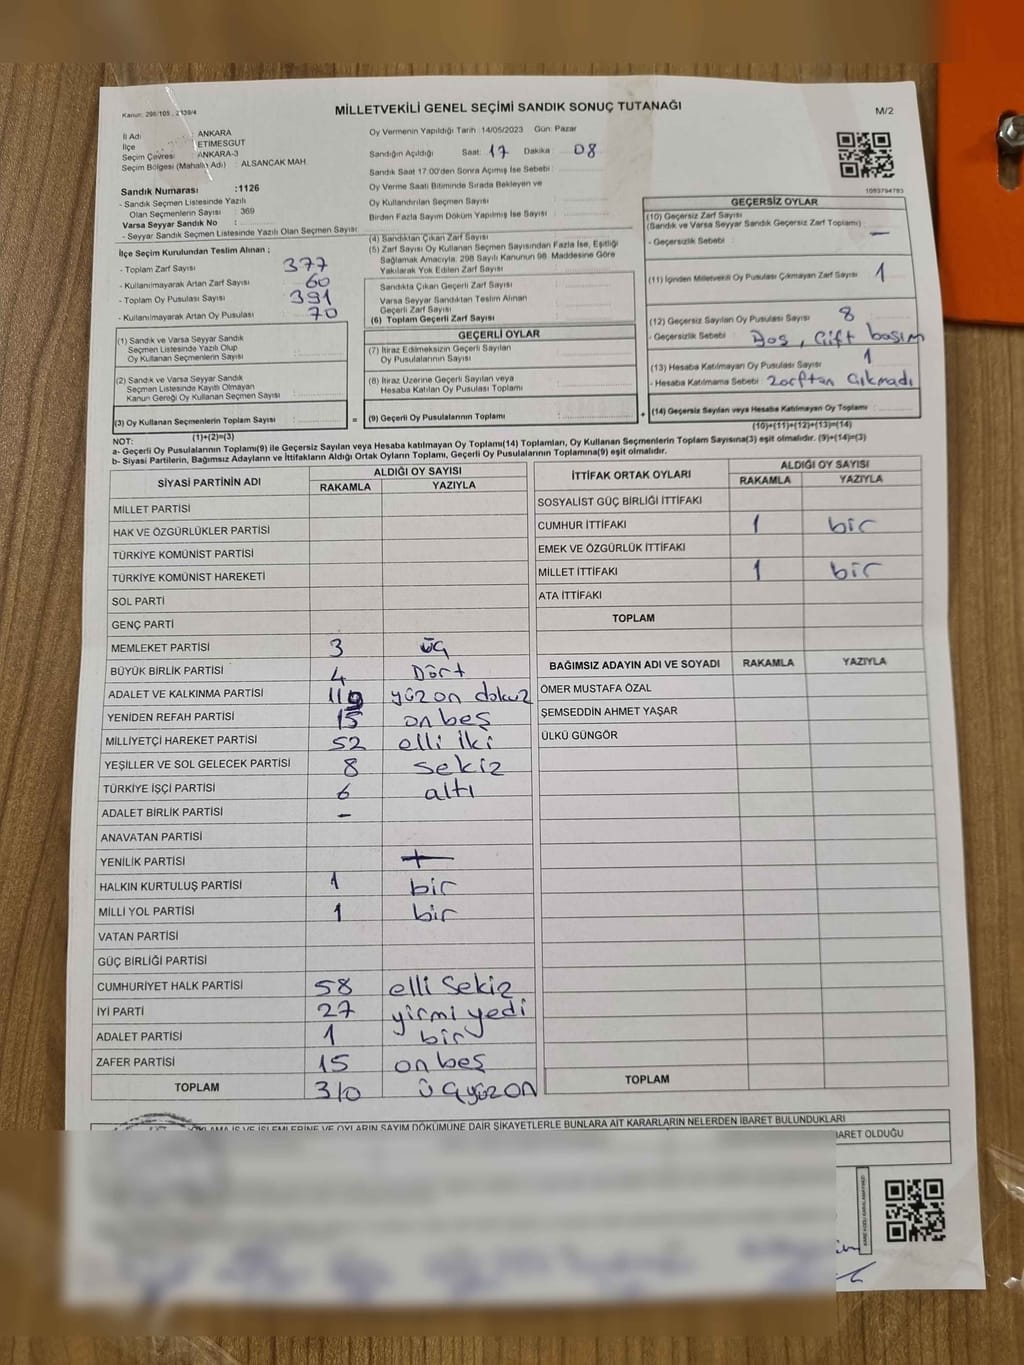 Kanun: 298/105 , 2839/4
MİLLETVEKİLİ GENEL SEÇİMİ SANDIK SONUÇ TUTANAĞI
M/2
İl Adı : ANKARA
İlçe : ETİMESGUT
Seçim Çevresi : ANKARA-3
Seçim Bölgesi (Mahalle Adı) : ALSANCAK MAH.
Sandık Numarası :1126
- Sandık Seçmen Listesinde Yazılı
Olan Seçmenlerin Sayısı : 369
Varsa Seyyar Sandık No :
- Seyyar Sandık Seçmen Listesinde Yazılı Olan Seçmen Sayısı:
İlçe Seçim Kurulundan Teslim Alınan ;
- Toplam Zarf Sayısı 377
- Kullanılmayarak Artan Zarf Sayısı 60
- Toplam Oy Pusulası Sayısı 391
- Kullanılmayarak Artan Oy Pusulası 70
Oy Vermenin Yapıldığı Tarih :14/05/2023 Gün: Pazar
Sandığın Açıldığı Saat: 17 Dakika : 08
Sandık Saat 17:00'den Sonra Açılmış İse Sebebi :
Oy Verme Saati Bitiminde Sırada Bekleyen ve
Oy Kullandırılan Seçmen Sayısı :
Birden Fazla Sayım Döküm Yapılmış İse Sayısı :
(4) Sandıktan Çıkan Zarf Sayısı
(5) Zarf Sayısı Oy Kullanan Seçmen Sayısından Fazla İse, Eşitliği
Sağlamak Amacıyla, 298 Sayılı Kanunun 98. Maddesine Göre
Yakılarak Yok Edilen Zarf Sayısı :
Sandıkta Çıkan Geçerli Zarf Sayısı :
Varsa Seyyar Sandıktan Teslim Alınan
Geçerli Zarf Sayısı :
(6) Toplam Geçerli Zarf Sayısı :
1093794793
GEÇERSİZ OYLAR
(10) Geçersiz Zarf Sayısı
(Sandık ve Varsa Seyyar Sandık Geçersiz Zarf Toplamı) : —
- Geçersizlik Sebebi :
(11) İçinden Milletvekili Oy Pusulası Çıkmayan Zarf Sayısı : 1
(12) Geçersiz Sayılan Oy Pusulası Sayısı : 8
- Geçersizlik Sebebi : Boş, Çift basım
(13) Hesaba Katılmayan Oy Pusulası Sayısı 1
- Hesaba Katılmama Sebebi : zarftan çıkmadı
(14) Geçersiz Sayılan veya Hesaba Katılmayan Oy Toplamı :
(10)+(11)+(12)+(13)=(14)
(1) Sandık ve Varsa Seyyar Sandık
Seçmen Listesinde Yazılı Olup
Oy Kullanan Seçmenlerin Sayısı :
(2) Sandık ve Varsa Seyyar Sandık
Seçmen Listesinde Kayıtlı Olmayan
Kanun Gereği Oy Kullanan Seçmen Sayısı :
(3) Oy Kullanan Seçmenlerin Toplam Sayısı :
(1)+(2)=(3)
GEÇERLİ OYLAR
(7) İtiraz Edilmeksizin Geçerli Sayılan
Oy Pusulalarının Sayısı :
(8) İtiraz Üzerine Geçerli Sayılan veya
Hesaba Katılan Oy Pusulası Toplamı :
= (9) Geçerli Oy Pusulalarının Toplamı : +
NOT:
a- Geçerli Oy Pusulalarının Toplamı(9) ile Geçersiz Sayılan veya Hesaba katılmayan Oy Toplamı(14) Toplamları, Oy Kullanan Seçmenlerin Toplam Sayısına(3) eşit olmalıdır. (9)+(14)=(3)
b- Siyasi Partilerin, Bağımsız Adayların ve İttifakların Aldığı Ortak Oyların Toplamı, Geçerli Oy Pusulalarının Toplamına(9) eşit olmalıdır.
SİYASİ PARTİNİN ADI ALDIĞI OY SAYISI
RAKAMLA YAZIYLA
MİLLET PARTİSİ
HAK VE ÖZGÜRLÜKLER PARTİSİ
TÜRKİYE KOMÜNİST PARTİSİ
TÜRKİYE KOMÜNİST HAREKETİ
SOL PARTİ
GENÇ PARTİ
MEMLEKET PARTİSİ 3 üç
BÜYÜK BİRLİK PARTİSİ 4 Dört
ADALET VE KALKINMA PARTİSİ 119 yüz on dokuz
YENİDEN REFAH PARTİSİ 15 on beş
MİLLİYETÇİ HAREKET PARTİSİ 52 elli iki
YEŞİLLER VE SOL GELECEK PARTİSİ 8 sekiz
TÜRKİYE İŞÇİ PARTİSİ 6 altı
ADALET BİRLİK PARTİSİ -
ANAVATAN PARTİSİ
YENİLİK PARTİSİ
HALKIN KURTULUŞ PARTİSİ 1 bir
MİLLİ YOL PARTİSİ 1 bir
VATAN PARTİSİ
GÜÇ BİRLİĞİ PARTİSİ
CUMHURİYET HALK PARTİSİ 58 elli sekiz
İYİ PARTİ 27 yirmi yedi
ADALET PARTİSİ 1 bir
ZAFER PARTİSİ 15 on beş
TOPLAM 310 üçyüz on
İTTİFAK ORTAK OYLARI ALDIĞI OY SAYISI
RAKAMLA YAZIYLA
SOSYALİST GÜÇ BİRLİĞİ İTTİFAKI
CUMHUR İTTİFAKI 1 bir
EMEK VE ÖZGÜRLÜK İTTİFAKI
MİLLET İTTİFAKI 1 bir
ATA İTTİFAKI
TOPLAM
BAĞIMSIZ ADAYIN ADI VE SOYADI RAKAMLA YAZIYLA
ÖMER MUSTAFA ÖZAL
ŞEMSEDDİN AHMET YAŞAR
ÜLKÜ GÜNGÖR
TOPLAM
İŞ VE İŞLEMLERİNE VE OYLARIN SAYIM DÖKÜMÜNE DAİR ŞİKAYETLERLE BUNLARA AİT KARARLARIN NELERDEN İBARET BULUNDUKLARI
İBARET OLDUĞU